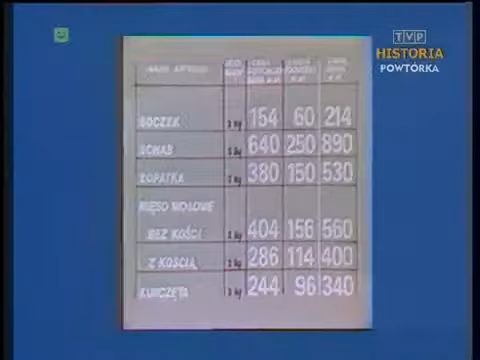 TVP
HISTORIA
POWTÓRKA
BOCZEK 1 kg 154 60 214
SCHAB 1 kg 640 250 890
ŁOPATKA 1 kg 380 150 530
MIĘSO WOŁOWE
BEZ KOŚCI 1 kg 404 156 560
Z KOŚCIĄ 1 kg 286 114 400
KURCZĘTA 1 kg 244 96 340